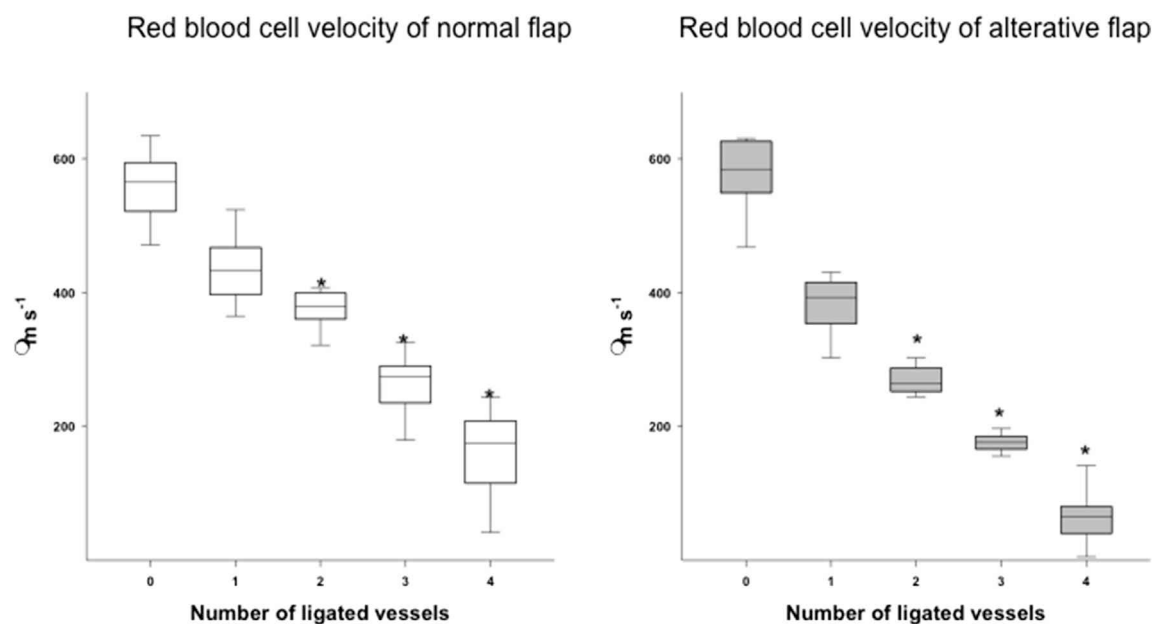 Red blood cell velocity of normal flap
600
400
200
❍m s⁻¹
*
*
*
0 1 2 3 4
Number of ligated vessels
Red blood cell velocity of alterative flap
600
400
200
❍m s⁻¹
*
*
*
0 1 2 3 4
Number of ligated vessels